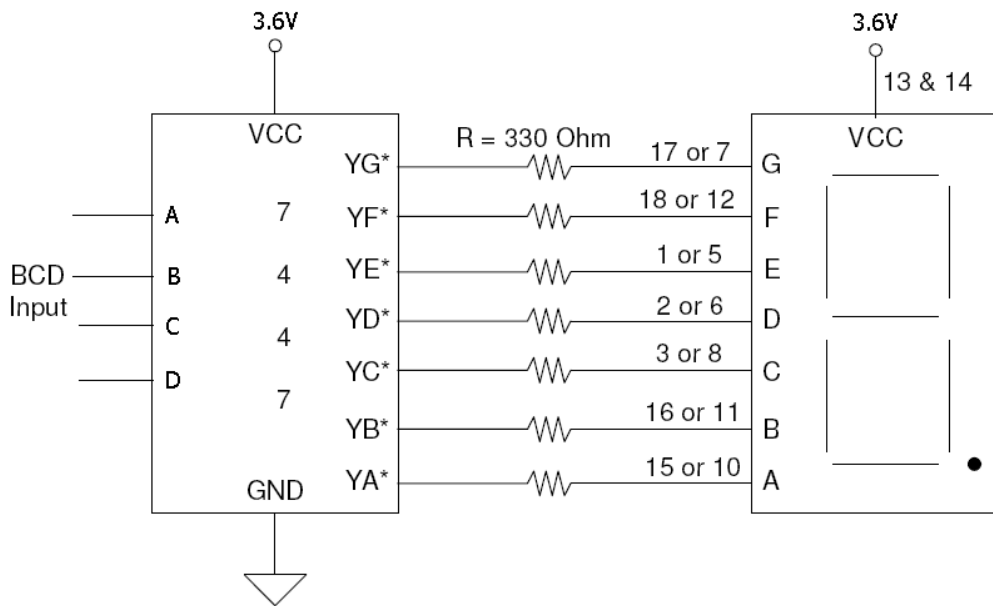 3.6V
3.6V
13 & 14
VCC
R = 330 Ohm
VCC
YG*
17 or 7
G
A
7
YF*
18 or 12
F
BCD
Input
B
4
YE*
1 or 5
E
C
4
YD*
2 or 6
D
D
7
YC*
3 or 8
C
YB*
16 or 11
B
GND
YA*
15 or 10
A